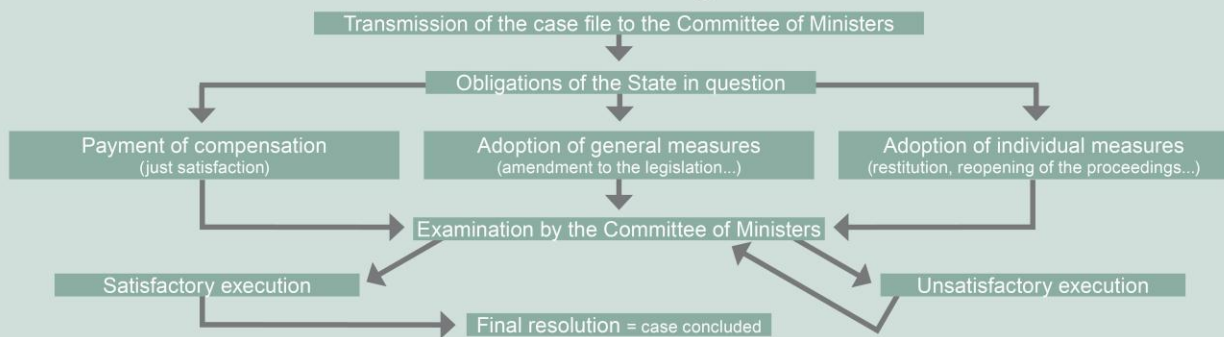 Transmission of the case file to the Committee of Ministers
Obligations of the State in question
Payment of compensation
(just satisfaction)
Adoption of general measures
(amendment to the legislation...)
Adoption of individual measures
(restitution, reopening of the proceedings...)
Examination by the Committee of Ministers
Satisfactory execution
Unsatisfactory execution
Final resolution = case concluded